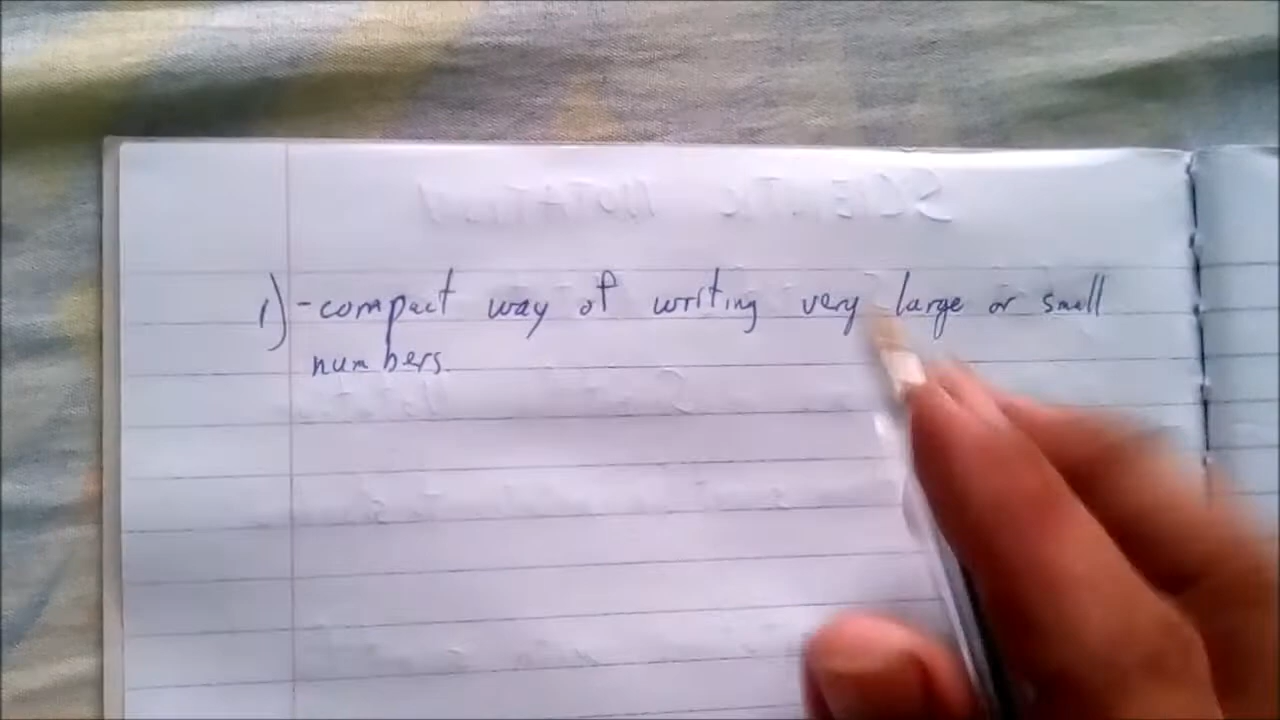 1) - compact way of writing very large or small
numbers.